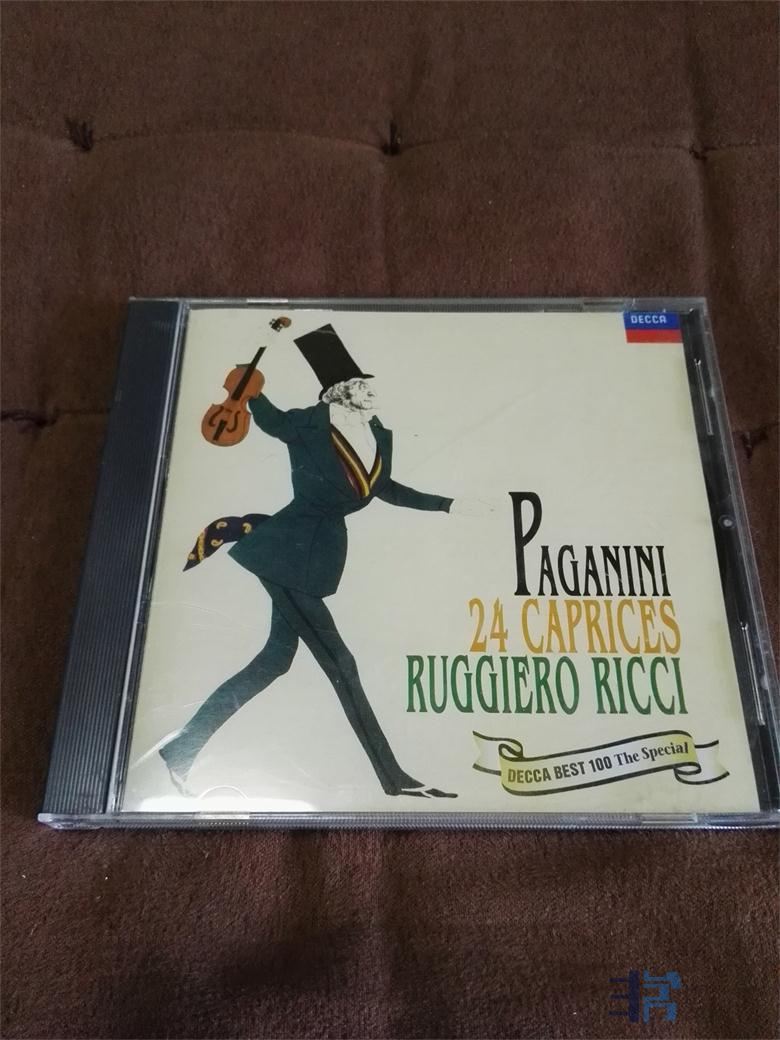 DECCA
PAGANINI
24 CAPRICES
RUGGIERO RICCI
DECCA BEST 100 The Special